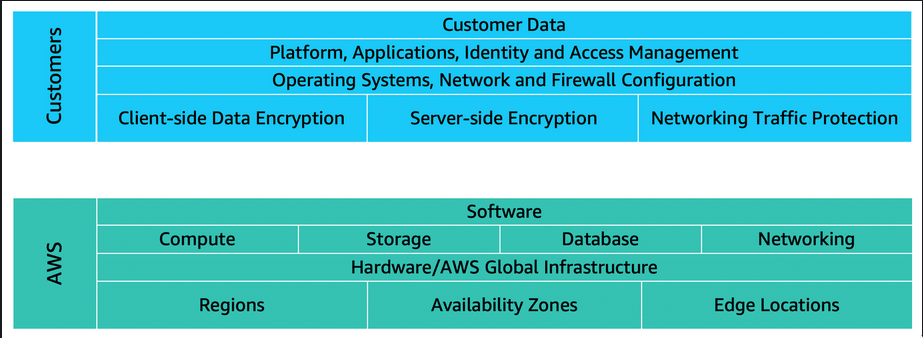 Customers
Customer Data
Platform, Applications, Identity and Access Management
Operating Systems, Network and Firewall Configuration
Client-side Data Encryption
Server-side Encryption
Networking Traffic Protection
AWS
Software
Compute
Storage
Database
Networking
Hardware/AWS Global Infrastructure
Regions
Availability Zones
Edge Locations